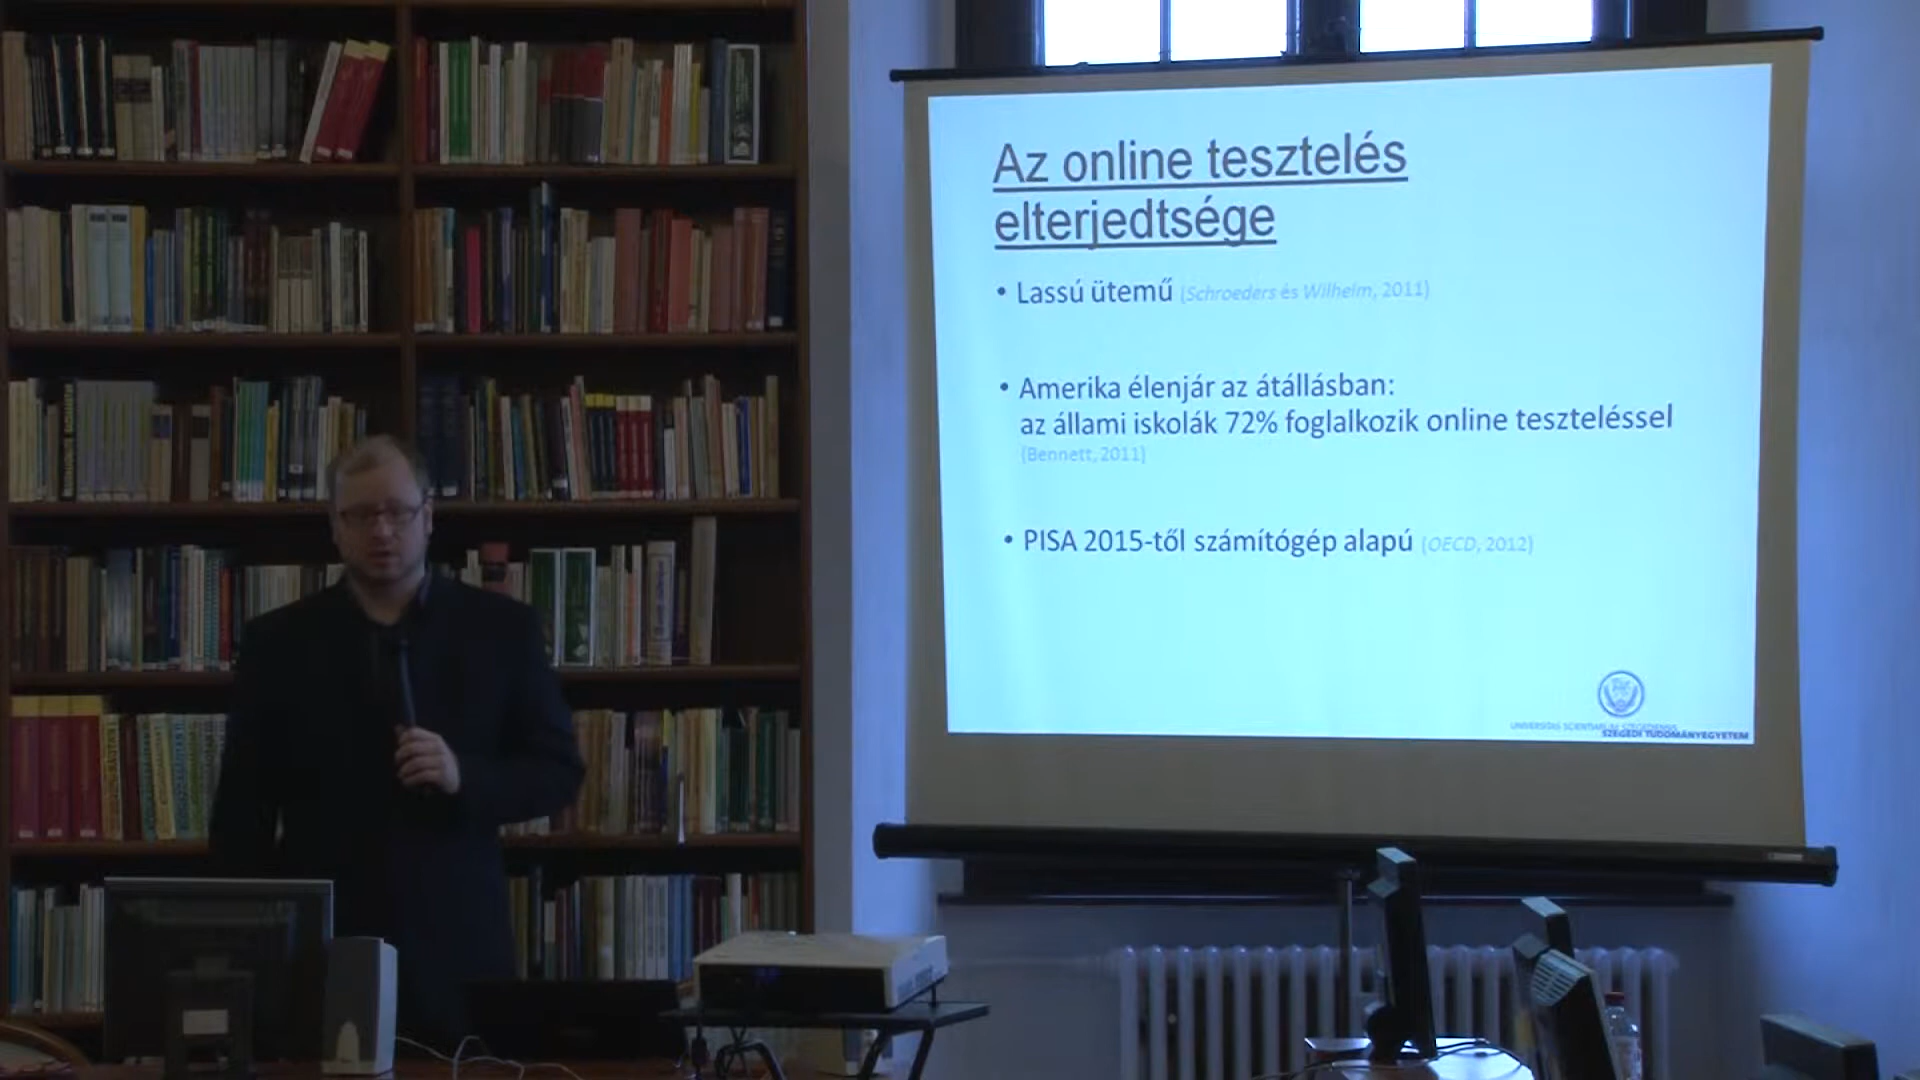 Az online tesztelés
elterjedtsége
• Lassú ütemű (Schroeders és Wilhelm, 2011)
• Amerika élenjár az átállásban:
az állami iskolák 72% foglalkozik online teszteléssel
(Bennett, 2011)
• PISA 2015-től számítógép alapú (OECD, 2012)
UNIVERSITAS SCIENTIARUM SZEGEDIENSIS
SZEGEDI TUDOMÁNYEGYETEM